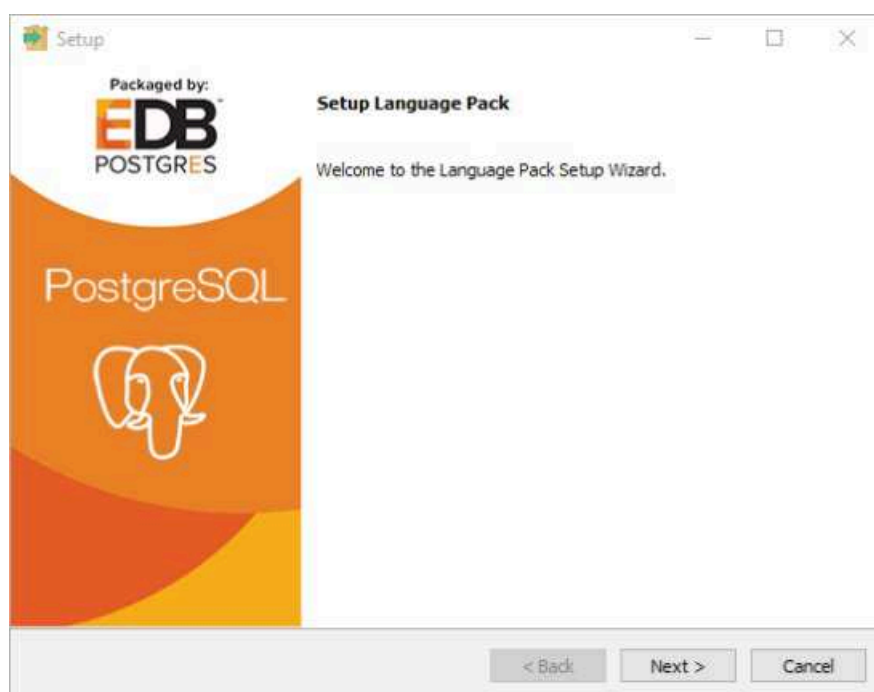 Setup
Packaged by:
EDB
POSTGRES
PostgreSQL
Setup Language Pack
Welcome to the Language Pack Setup Wizard.
< Back
Next >
Cancel